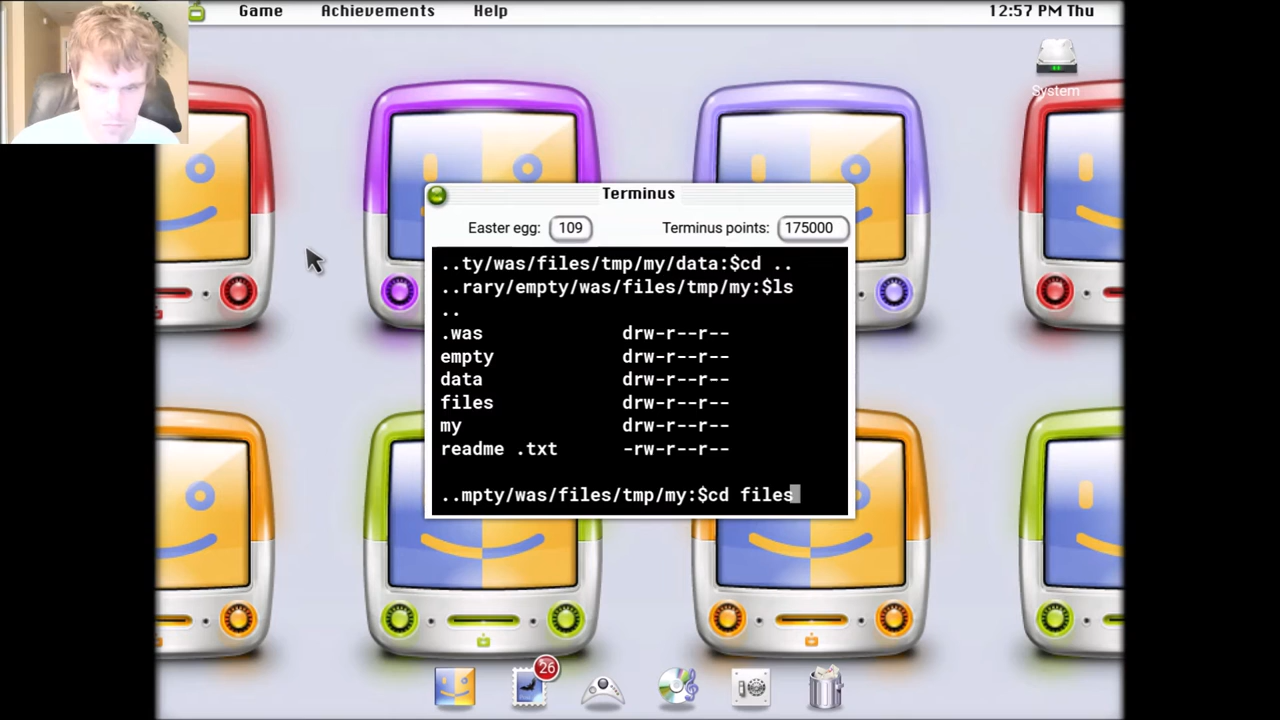 Game Achievements Help 12:57 PM Thu
System
Terminus
Easter egg: 109 Terminus points: 175000
..ty/was/files/tmp/my/data:$cd ..
..rary/empty/was/files/tmp/my:$ls
..
.was drw-r--r--
empty drw-r--r--
data drw-r--r--
files drw-r--r--
my drw-r--r--
readme .txt -rw-r--r--
..mpty/was/files/tmp/my:$cd files
26